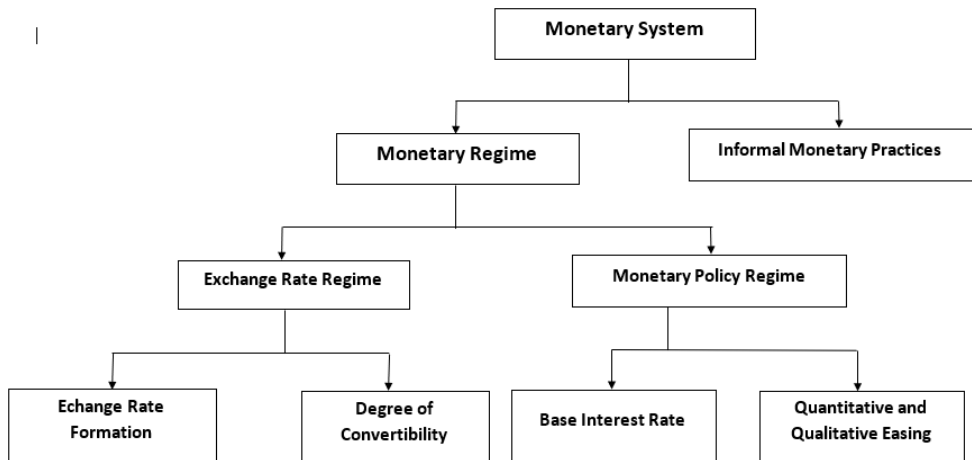 Monetary System
Monetary Regime
Informal Monetary Practices
Exchange Rate Regime
Monetary Policy Regime
Echange Rate
Formation
Degree of
Convertibility
Base Interest Rate
Quantitative and
Qualitative Easing